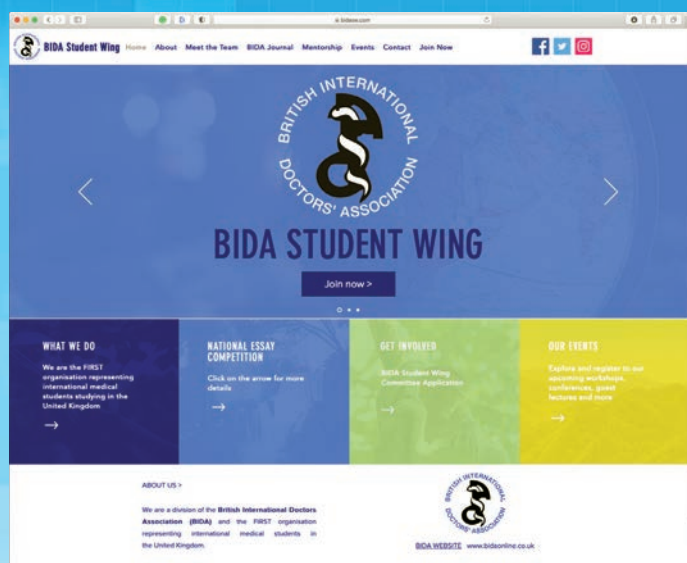 BIDA Student Wing
Home About Meet the Team BIDA Journal Mentorship Events Contact Join Now
BRITISH INTERNATIONAL
DOCTORS' ASSOCIATION
BIDA STUDENT WING
Join now >
WHAT WE DO
We are the FIRST
organisation representing
international medical
students studying in the
United Kingdom
NATIONAL ESSAY
COMPETITION
Click on the arrow for more
details
GET INVOLVED
BIDA Student Wing
Committee Application
OUR EVENTS
Explore and register to our
upcoming workshops,
conferences, guest
lectures and more
ABOUT US >
We are a division of the British International Doctors
Association (BIDA) and the FIRST organisation
representing international medical students in
the United Kingdom.
BRITISH INTERNATIONAL
DOCTORS' ASSOCIATION
BIDA WEBSITE www.bidaonline.co.uk